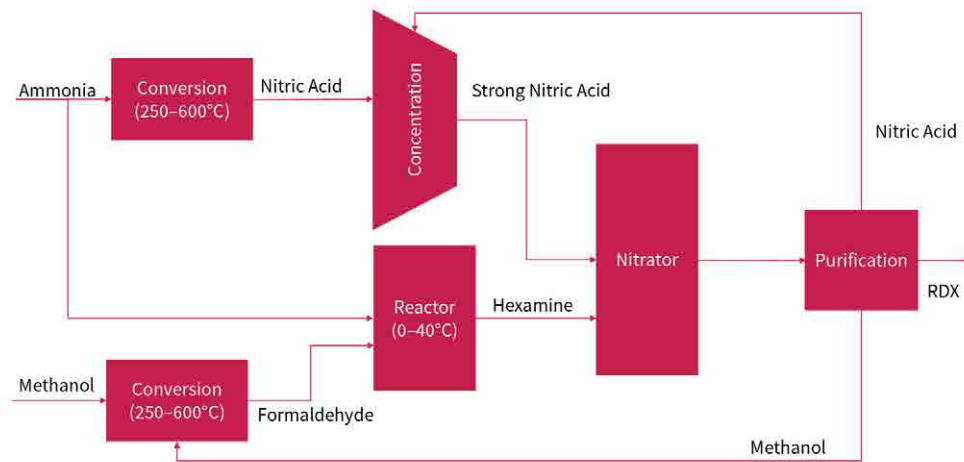 Ammonia
Conversion
(250–600°C)
Nitric Acid
Concentration
Strong Nitric Acid
Nitric Acid
Nitrator
Purification
RDX
Reactor
(0–40°C)
Hexamine
Methanol
Conversion
(250–600°C)
Formaldehyde
Methanol